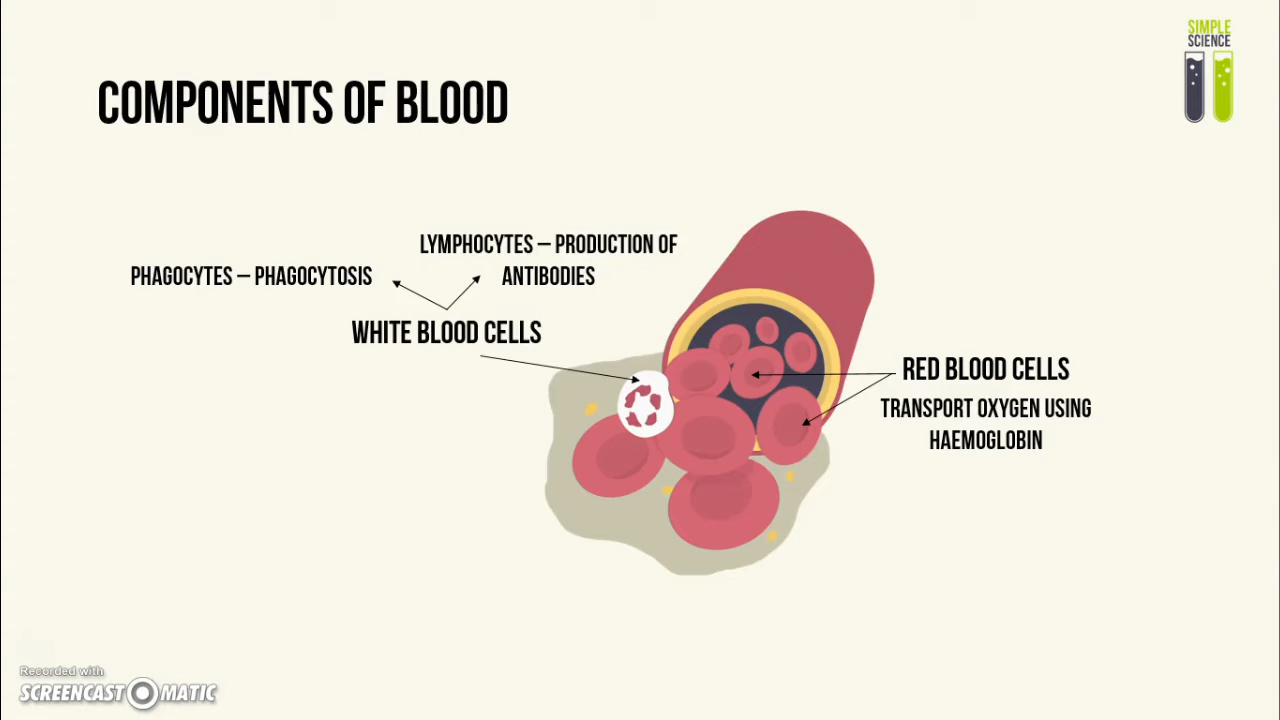 SIMPLE
SCIENCE
COMPONENTS OF BLOOD
LYMPHOCYTES – PRODUCTION OF
ANTIBODIES
PHAGOCYTES – PHAGOCYTOSIS
WHITE BLOOD CELLS
RED BLOOD CELLS
TRANSPORT OXYGEN USING
HAEMOGLOBIN
Recorded with
SCREENCAST MATIC